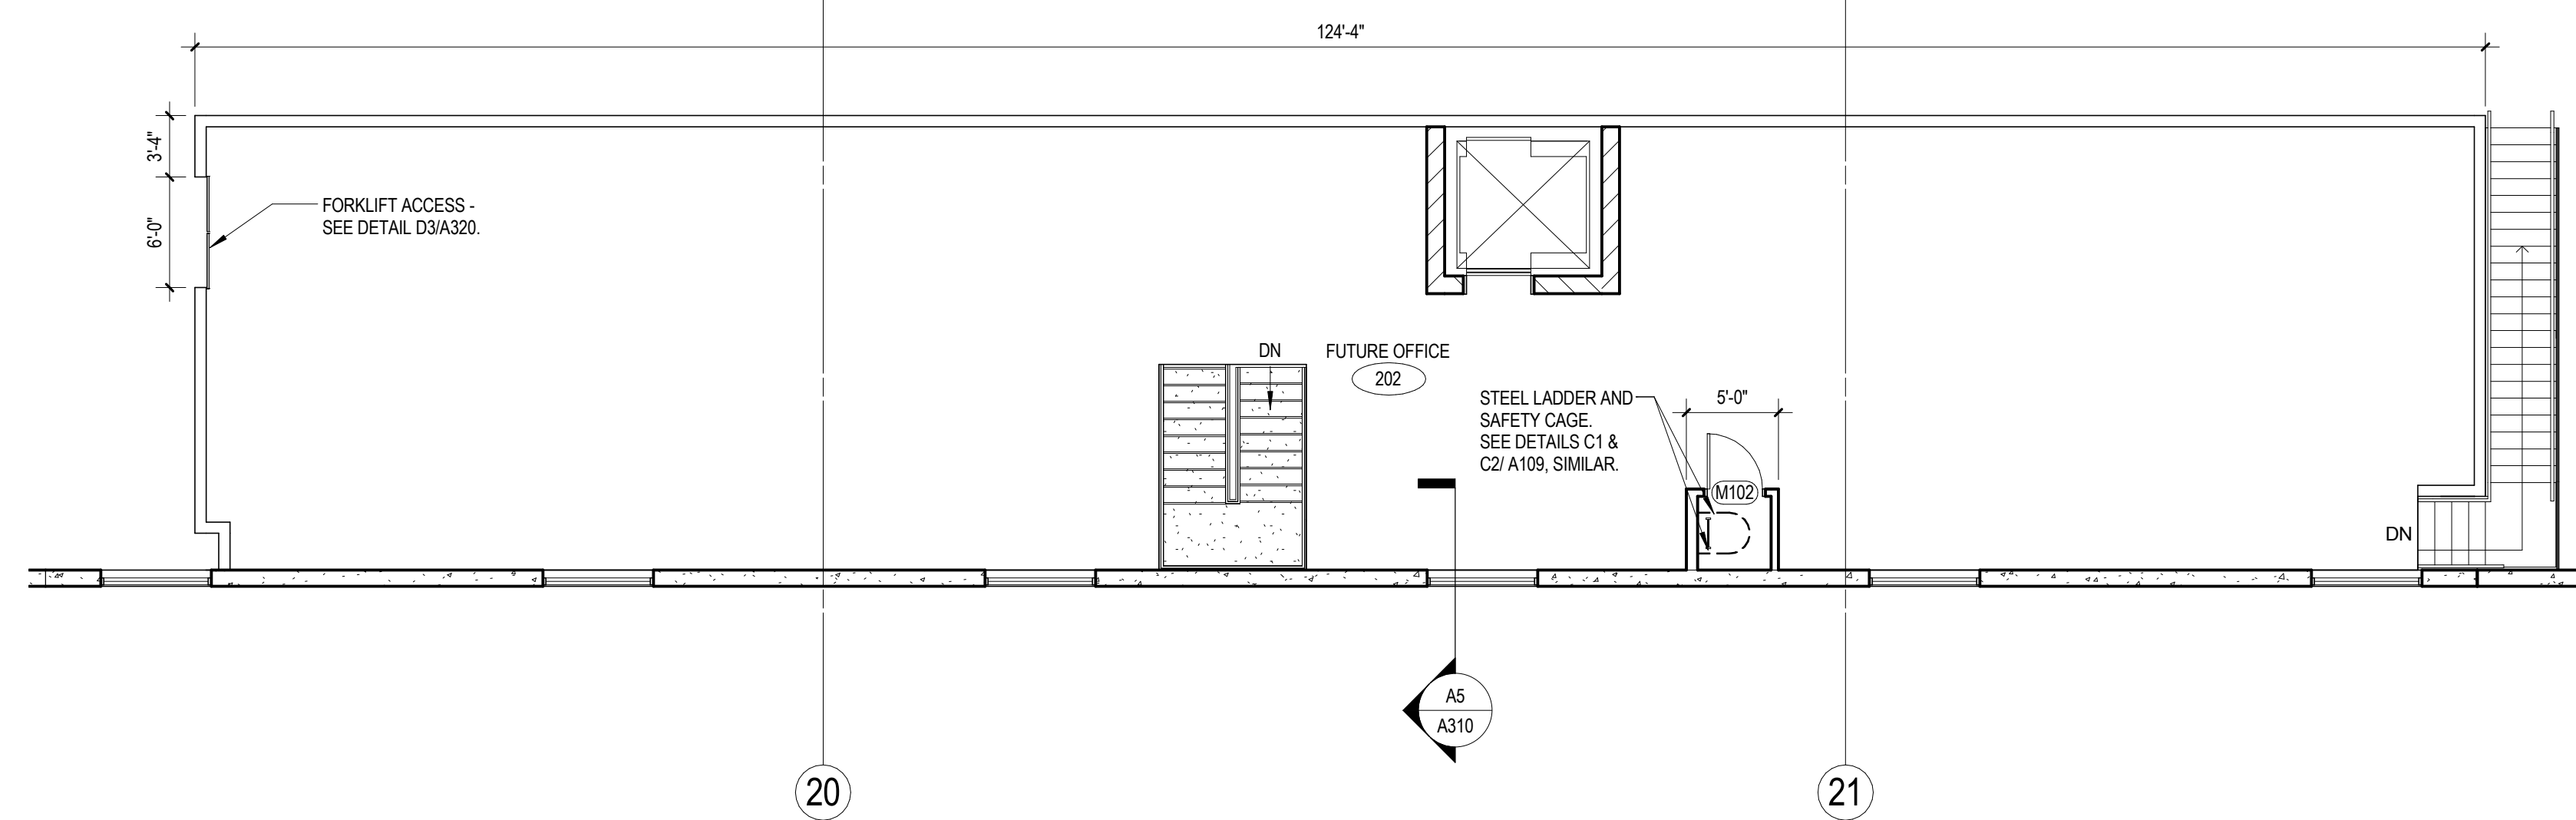 124'-4"
3'-4"
6'-0"
FORKLIFT ACCESS -
SEE DETAIL D3/A320.
DN
FUTURE OFFICE
202
STEEL LADDER AND
SAFETY CAGE.
SEE DETAILS C1 &
C2/ A109, SIMILAR.
5'-0"
M102
DN
A5
A310
20
21